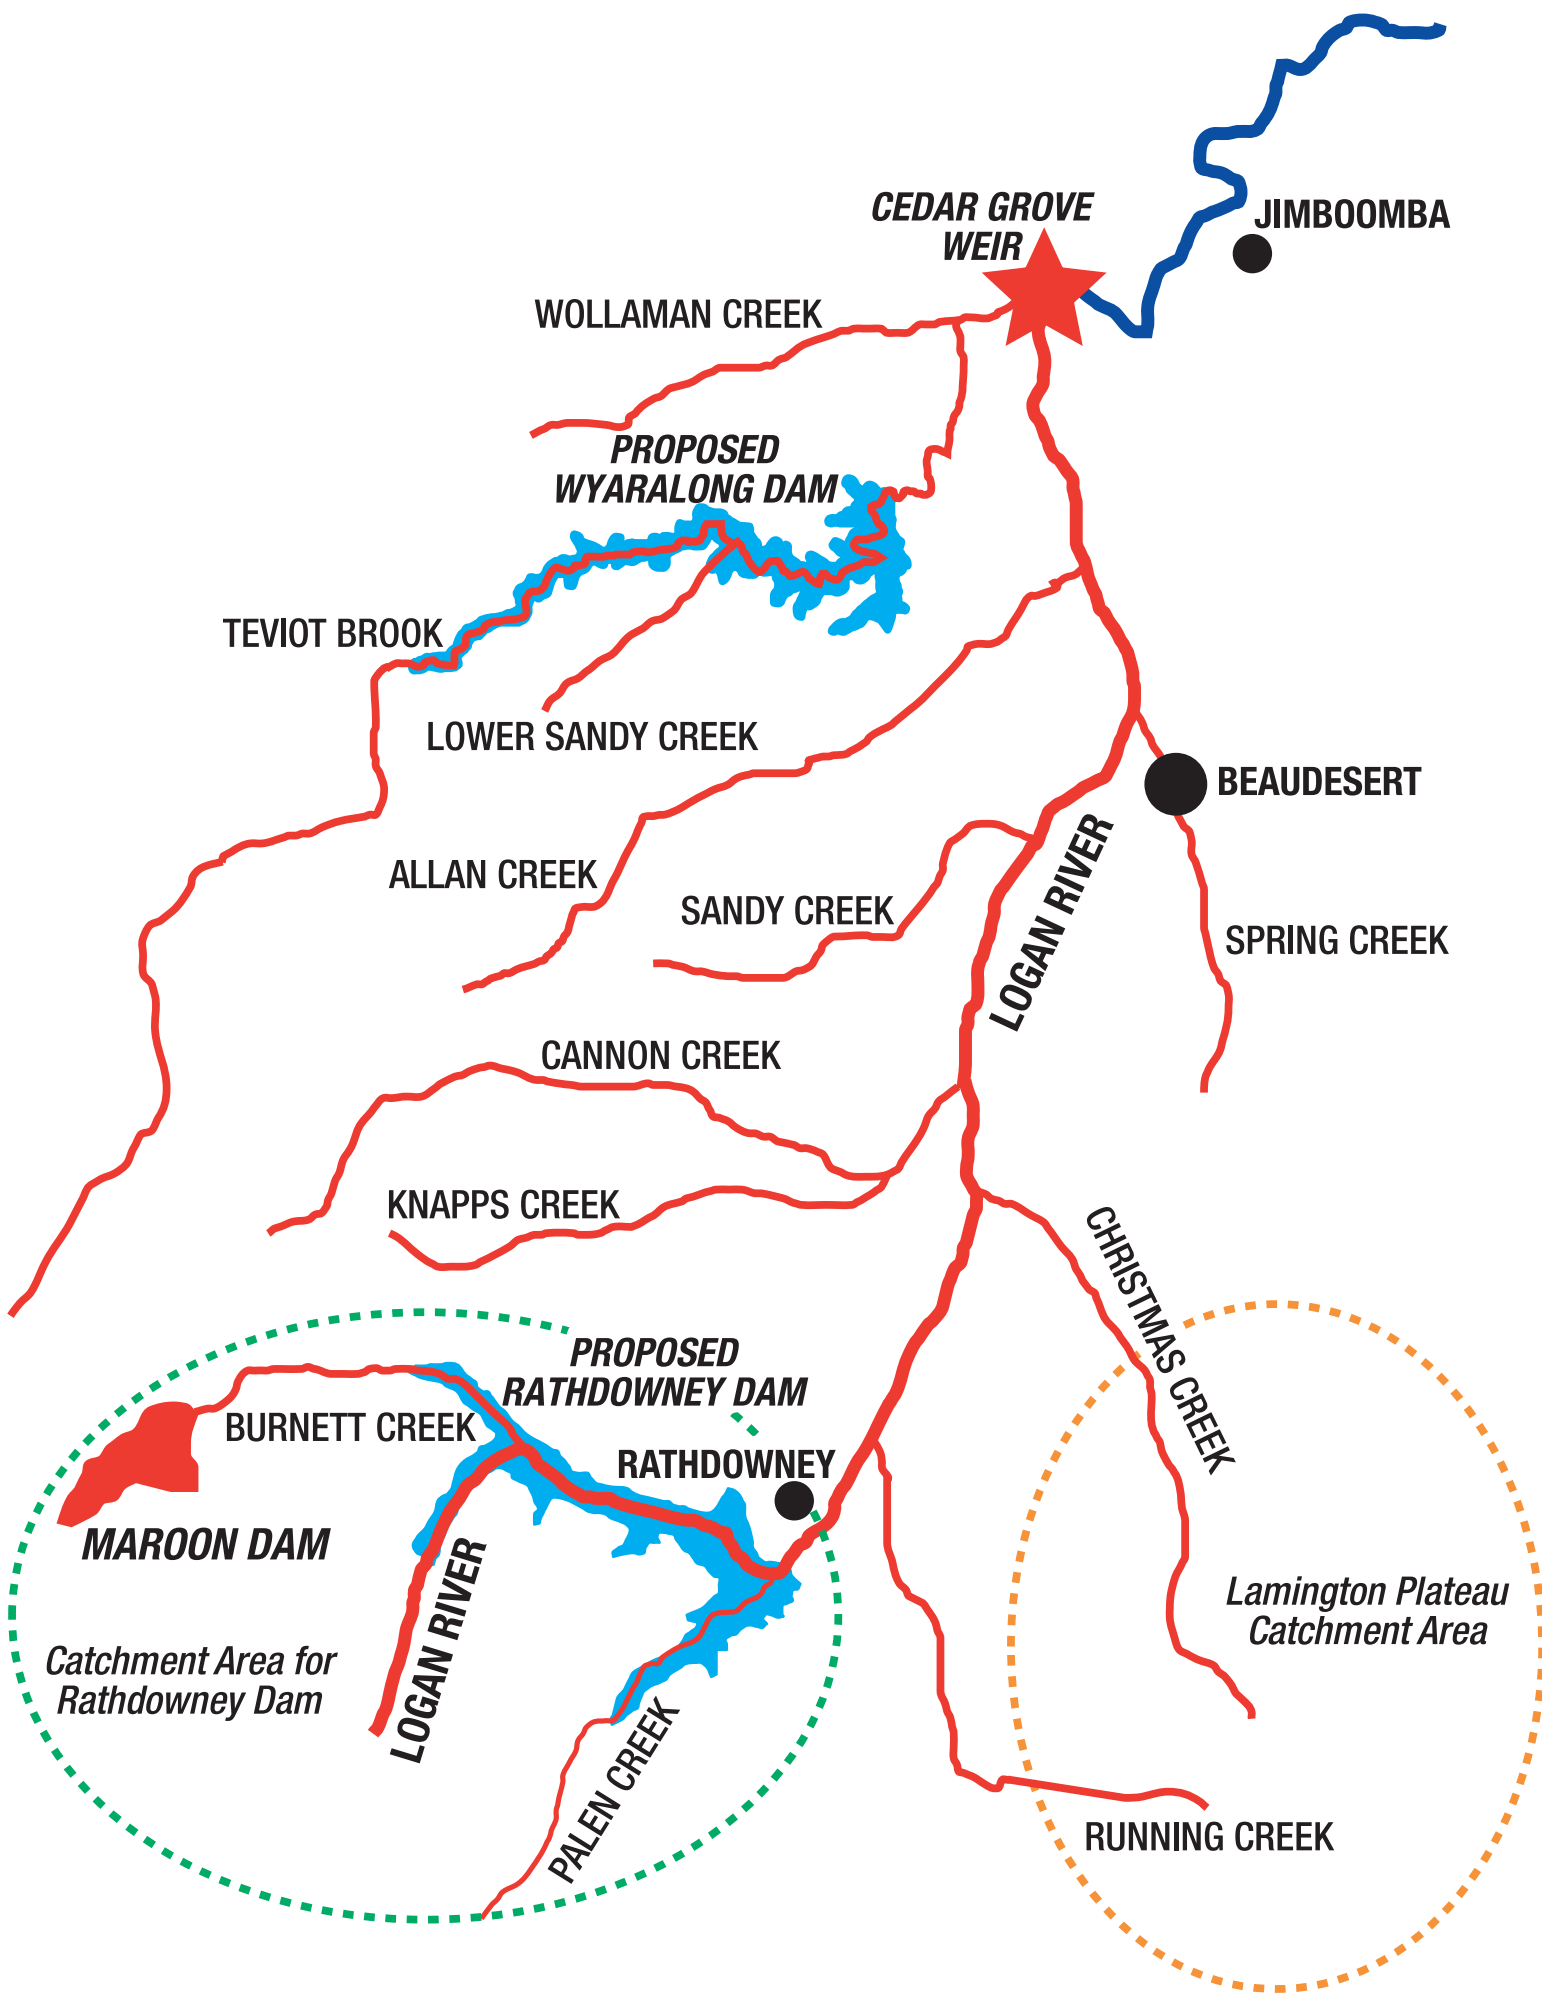 CEDAR GROVE
WEIR
JIMBOOMBA
WOLLAMAN CREEK
PROPOSED
WYARALONG DAM
TEVIOT BROOK
LOWER SANDY CREEK
BEAUDESERT
ALLAN CREEK
SANDY CREEK
LOGAN RIVER
SPRING CREEK
CANNON CREEK
KNAPPS CREEK
CHRISTMAS CREEK
PROPOSED
RATHDOWNEY DAM
BURNETT CREEK
RATHDOWNEY
MAROON DAM
LOGAN RIVER
Lamington Plateau
Catchment Area
Catchment Area for
Rathdowney Dam
PALEN CREEK
RUNNING CREEK